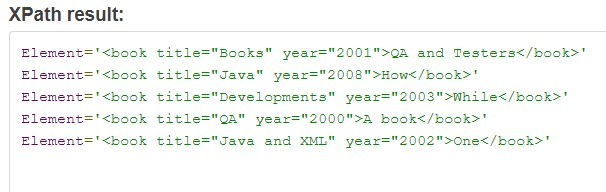 XPath result:
Element='<book title="Books" year="2001">QA and Testers</book>'
Element='<book title="Java" year="2008">How</book>'
Element='<book title="Developments" year="2003">While</book>'
Element='<book title="QA" year="2000">A book</book>'
Element='<book title="Java and XML" year="2002">One</book>'